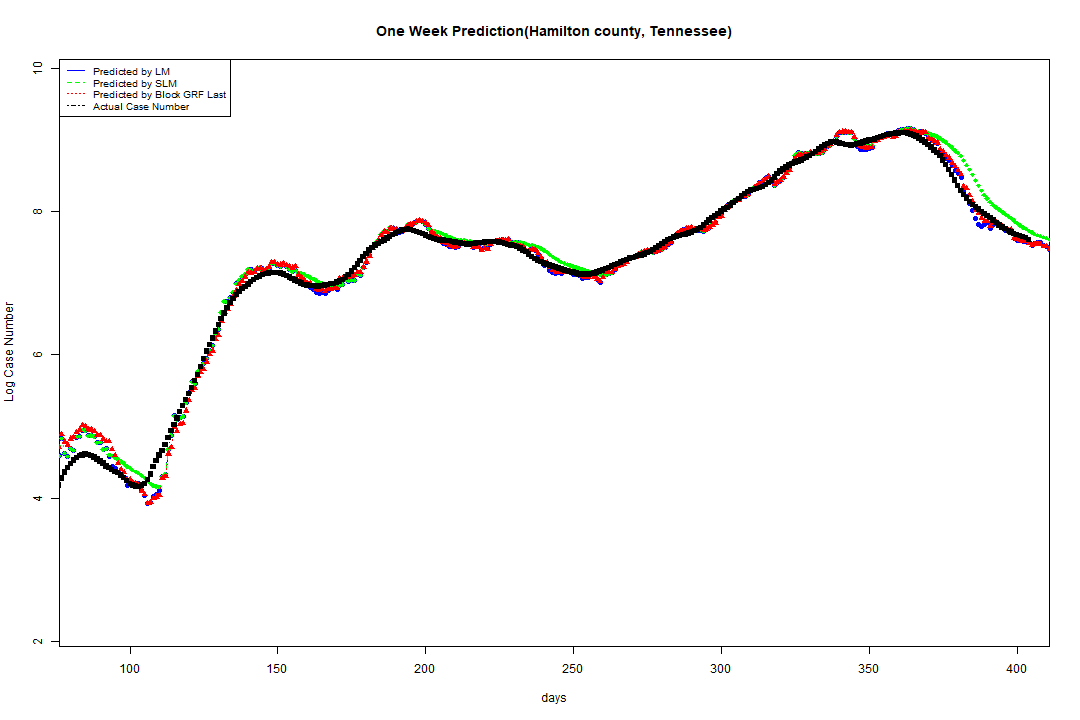 One Week Prediction(Hamilton county, Tennessee)
Predicted by LM
Predicted by SLM
Predicted by Block GRF Last
Actual Case Number
10
8
6
4
2
Log Case Number
100 150 200 250 300 350 400
days